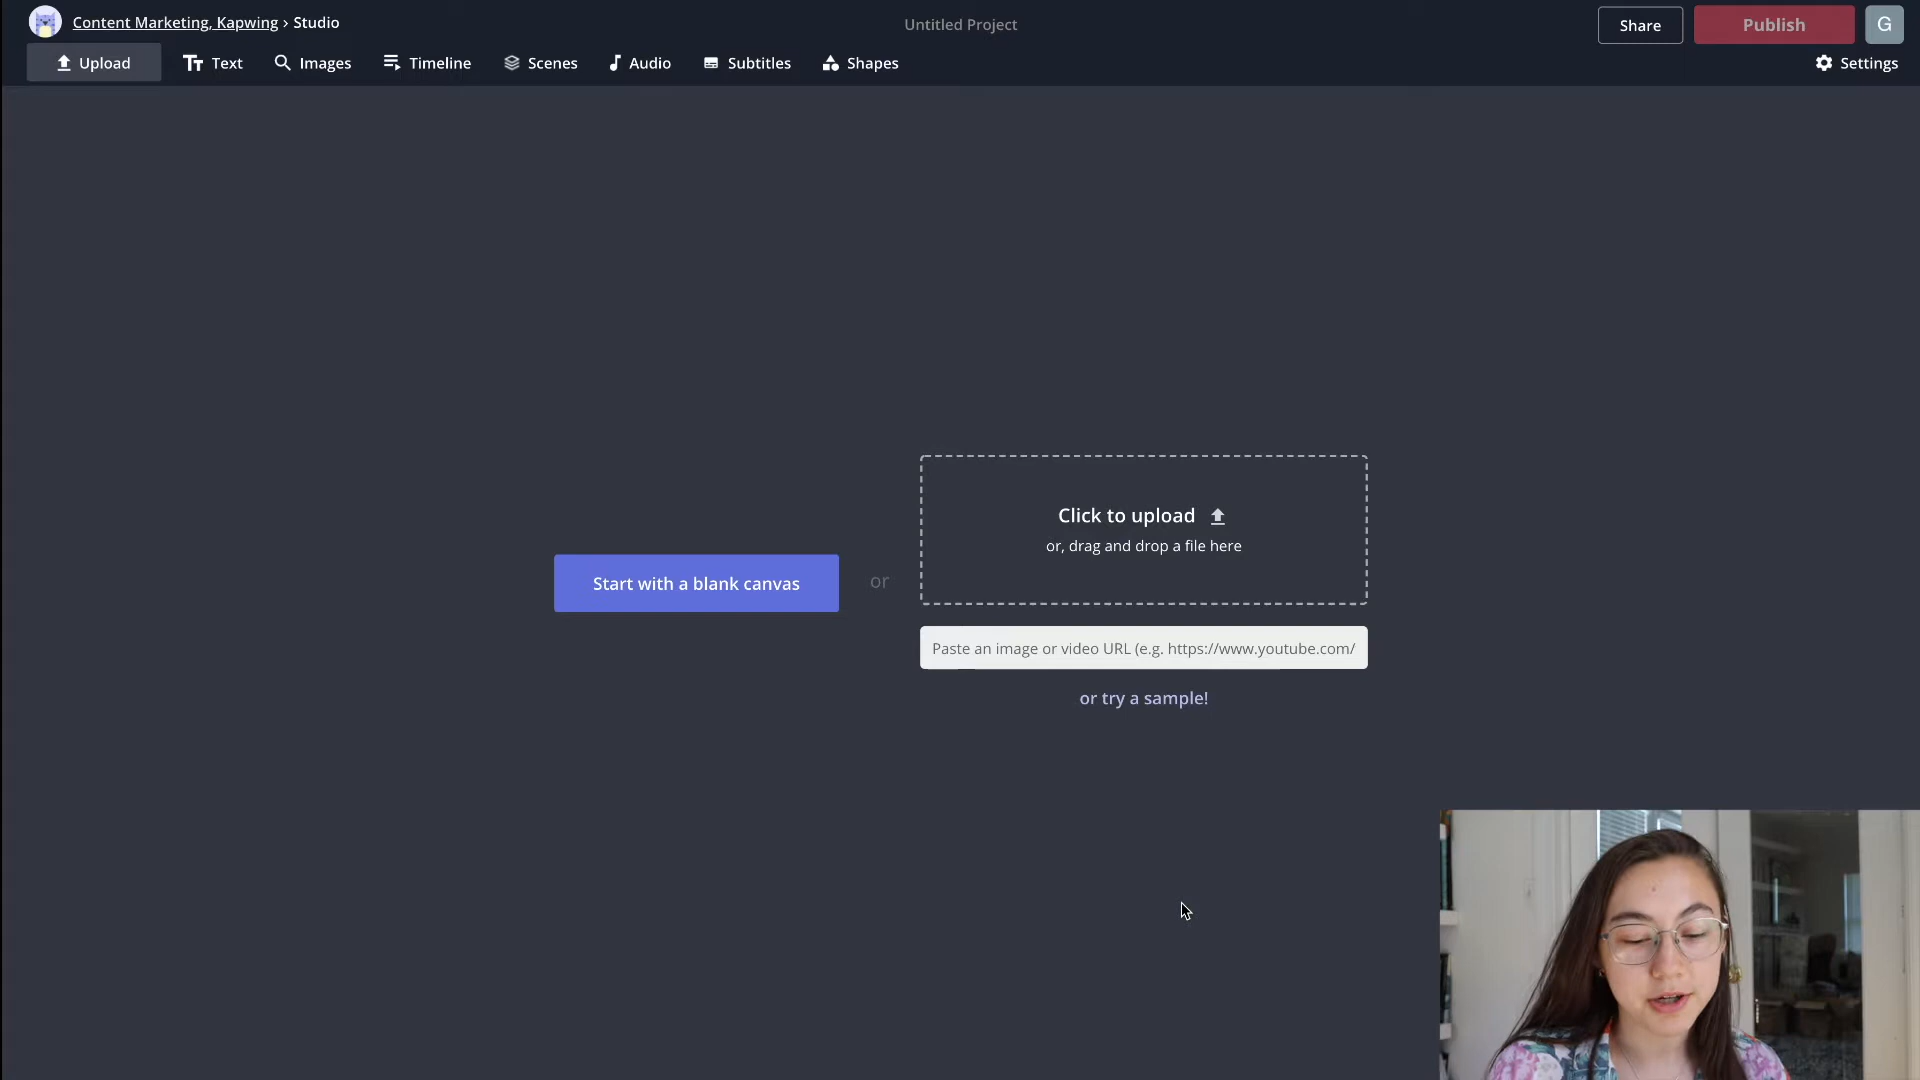 Content Marketing, Kapwing › Studio
Untitled Project
Share
Publish
G
Upload
Text
Images
Timeline
Scenes
Audio
Subtitles
Shapes
Settings
Click to upload
or, drag and drop a file here
Start with a blank canvas
or
Paste an image or video URL (e.g. https://www.youtube.com/
or try a sample!